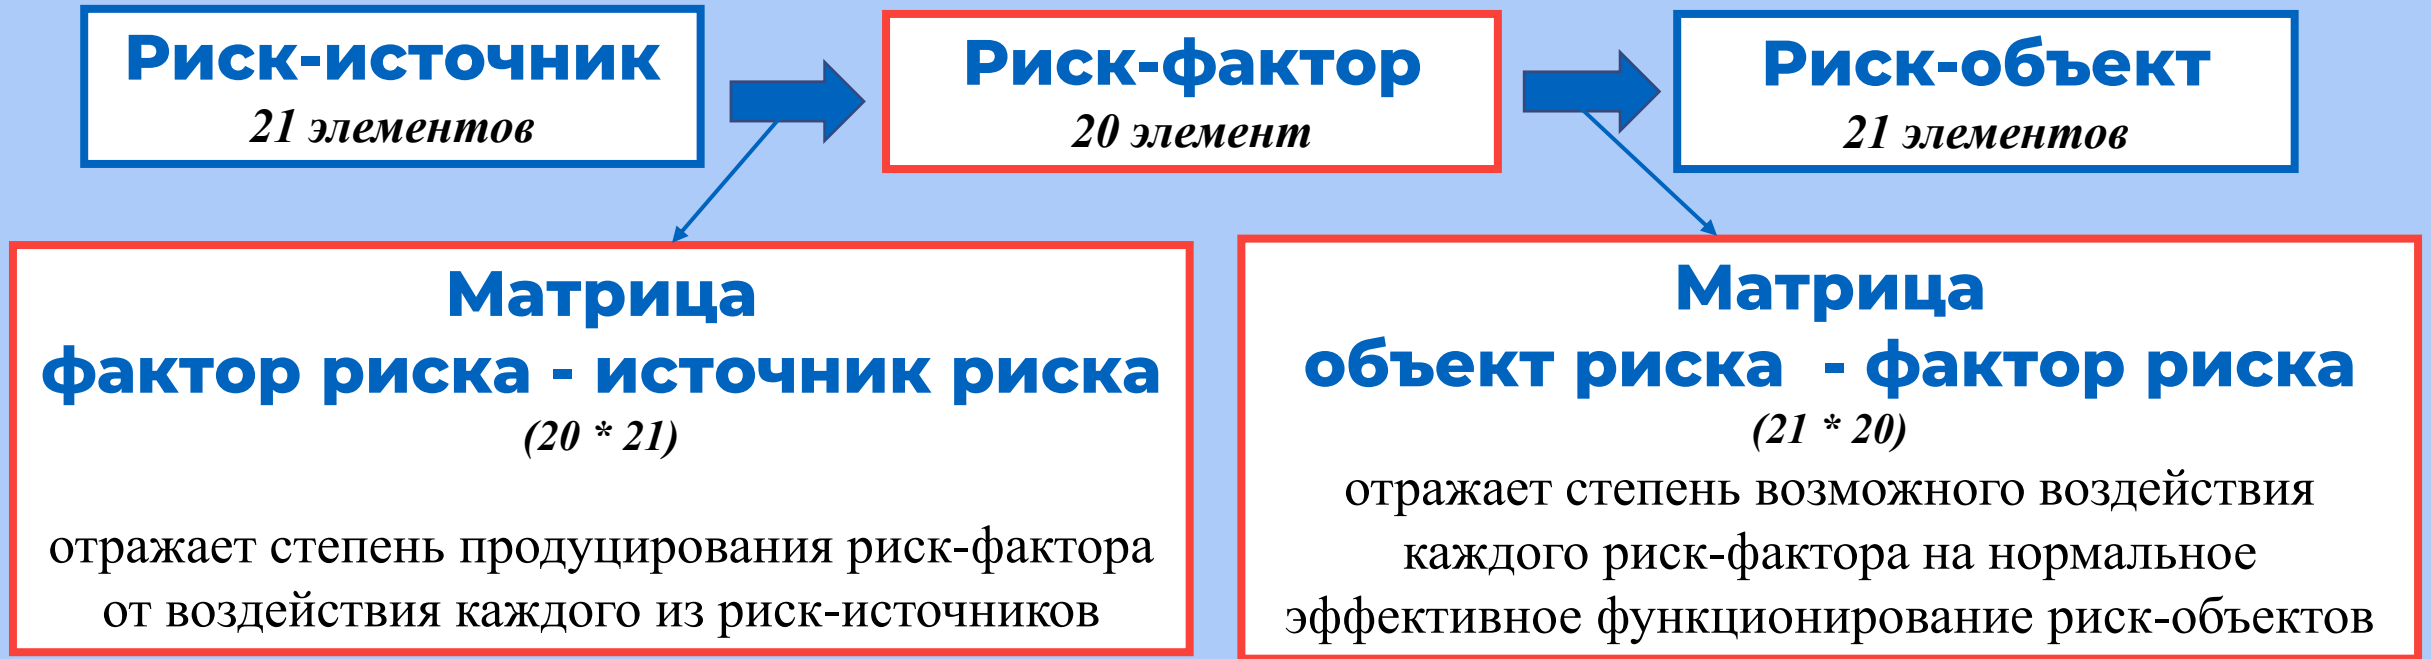 Риск-источник
21 элементов
Риск-фактор
20 элемент
Риск-объект
21 элементов
Матрица
фактор риска - источник риска
(20 * 21)
отражает степень продуцирования риск-фактора
от воздействия каждого из риск-источников
Матрица
объект риска - фактор риска
(21 * 20)
отражает степень возможного воздействия
каждого риск-фактора на нормальное
эффективное функционирование риск-объектов